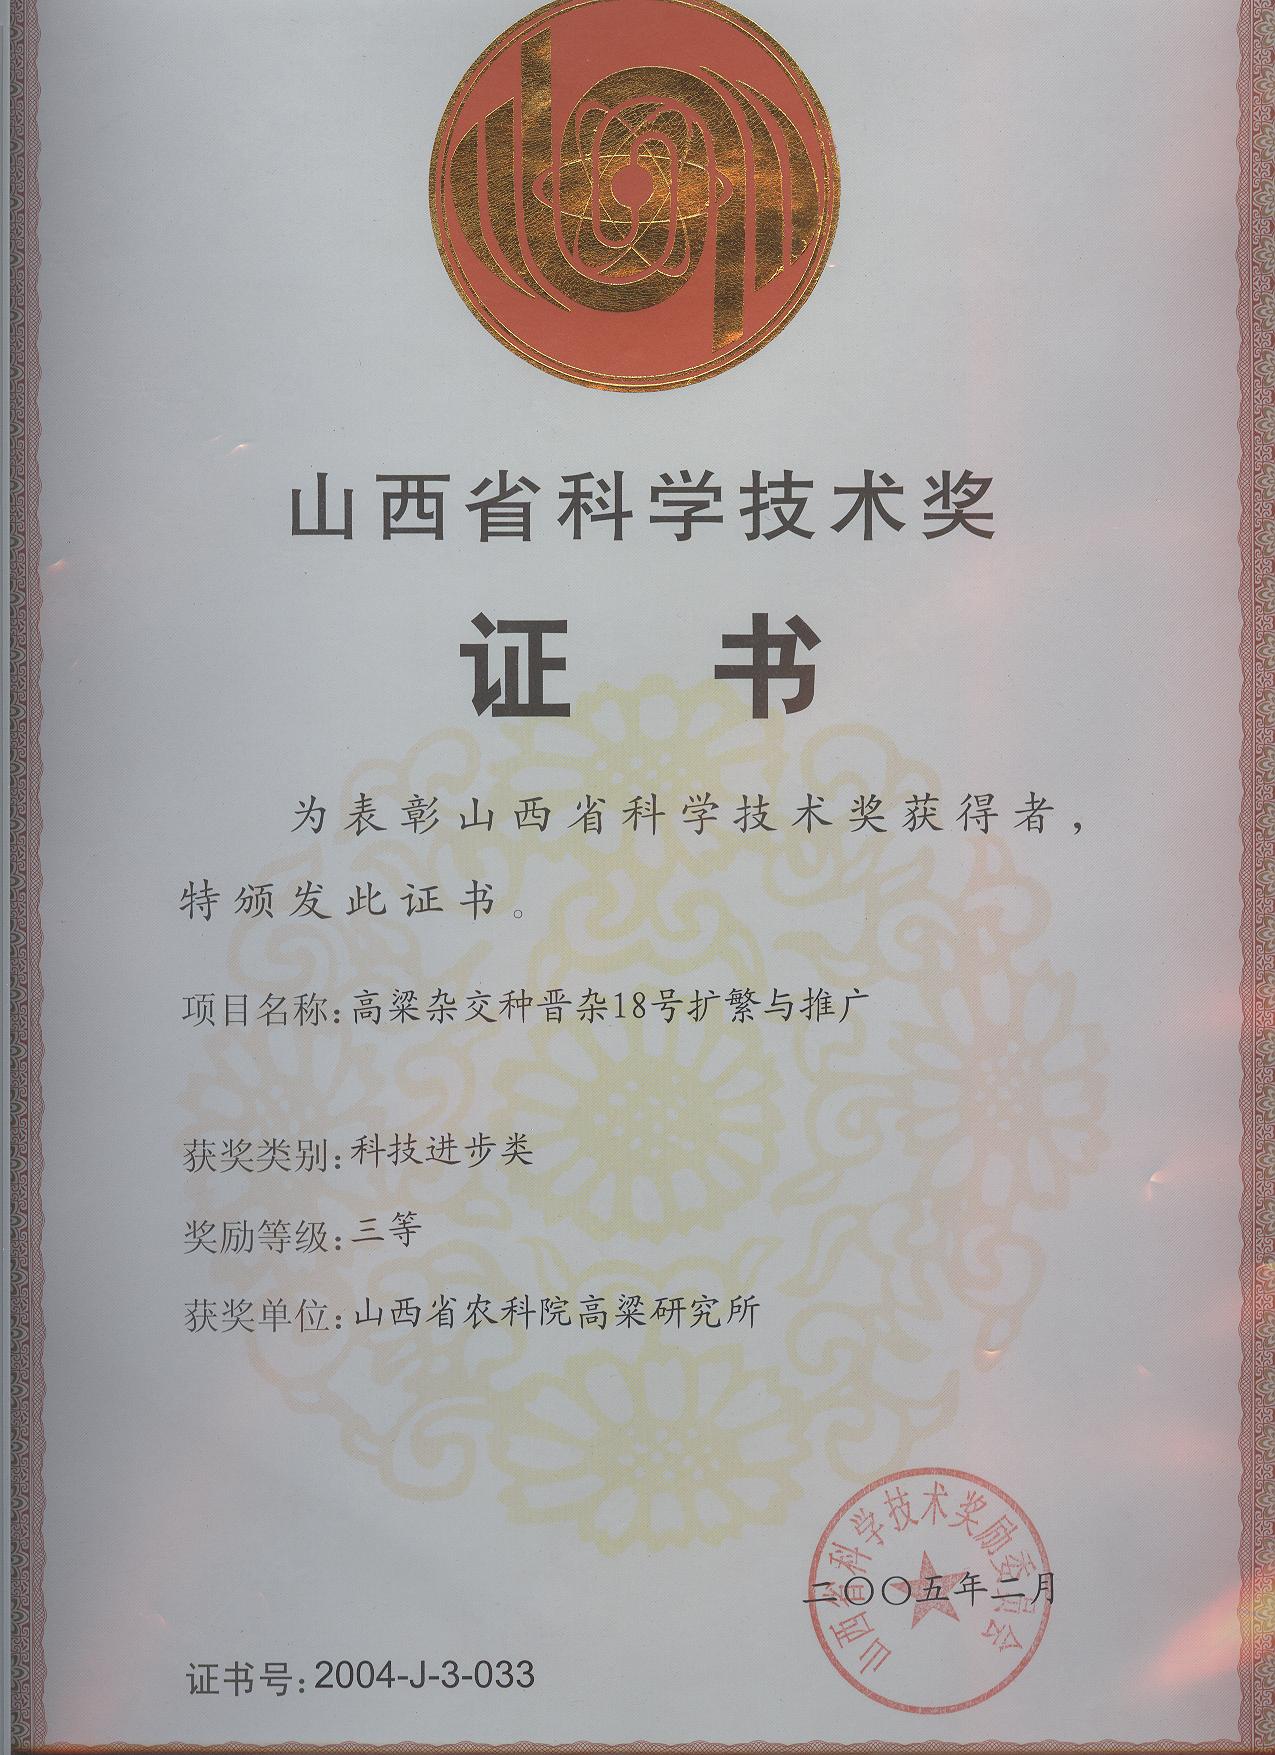 山西省科学技术奖
证书
为表彰山西省科学技术奖获得者，
特颁发此证书。
项目名称：高粱杂交种晋杂18号扩繁与推广
获奖类别：科技进步类
奖励等级：三等
获奖单位：山西省农科院高粱研究所
山西省科学技术奖励委员会
二〇〇五年二月
证书号：2004-J-3-033